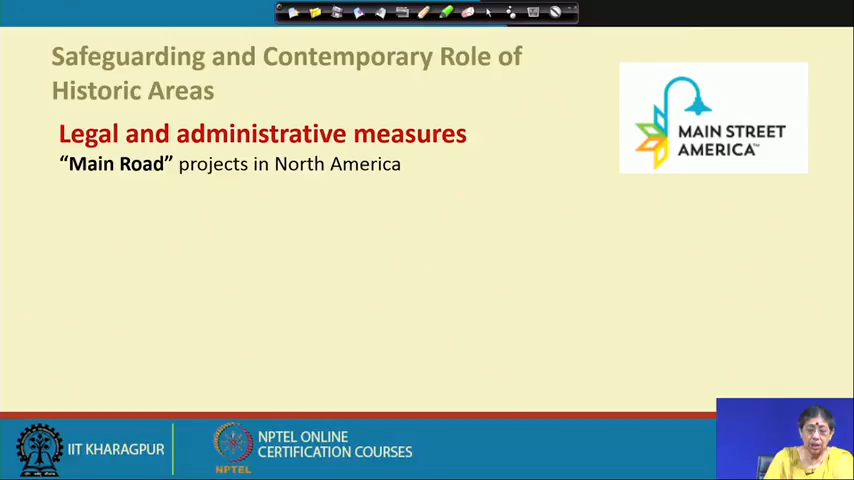 Safeguarding and Contemporary Role of
Historic Areas
Legal and administrative measures
“Main Road” projects in North America
MAIN STREET
AMERICA™
IIT KHARAGPUR
NPTEL
NPTEL ONLINE
CERTIFICATION COURSES